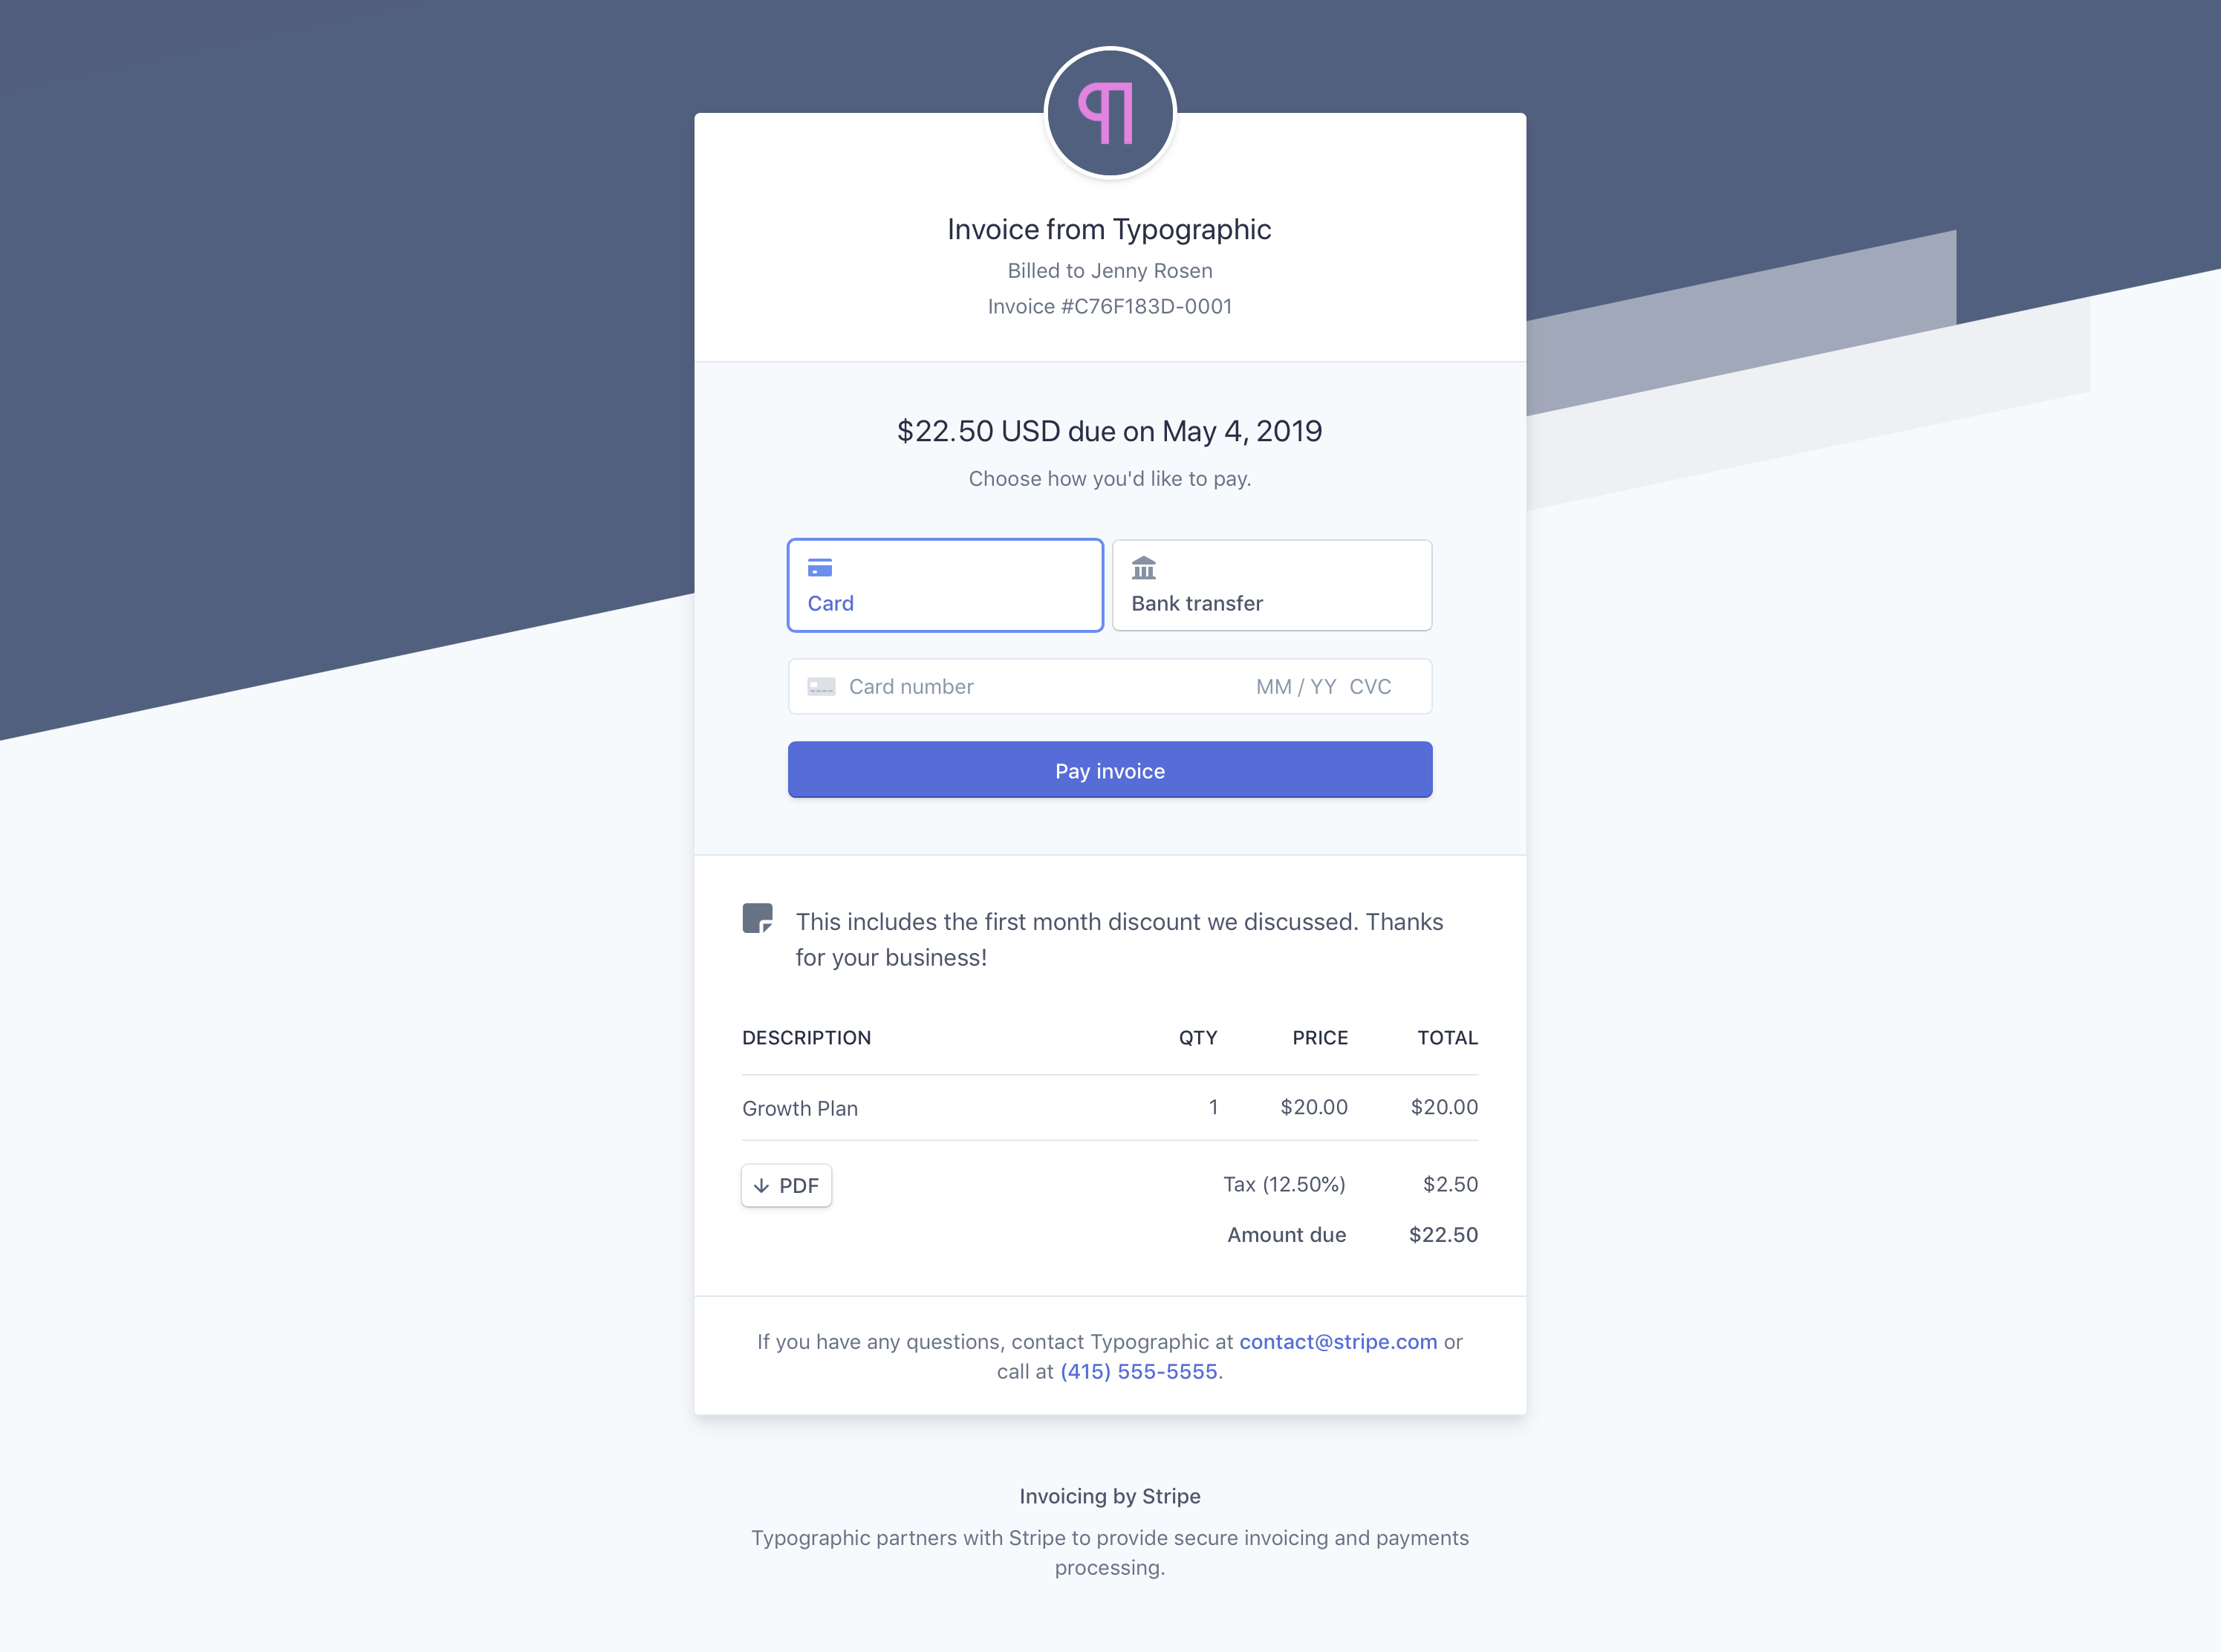 Invoice from Typographic
Billed to Jenny Rosen
Invoice #C76F183D-0001
$22.50 USD due on May 4, 2019
Choose how you'd like to pay.
Card
Bank transfer
Card number MM / YY CVC
Pay invoice
This includes the first month discount we discussed. Thanks
for your business!
DESCRIPTION QTY PRICE TOTAL
Growth Plan 1 $20.00 $20.00
PDF Tax (12.50%) $2.50
Amount due $22.50
If you have any questions, contact Typographic at contact@stripe.com or
call at (415) 555-5555.
Invoicing by Stripe
Typographic partners with Stripe to provide secure invoicing and payments
processing.